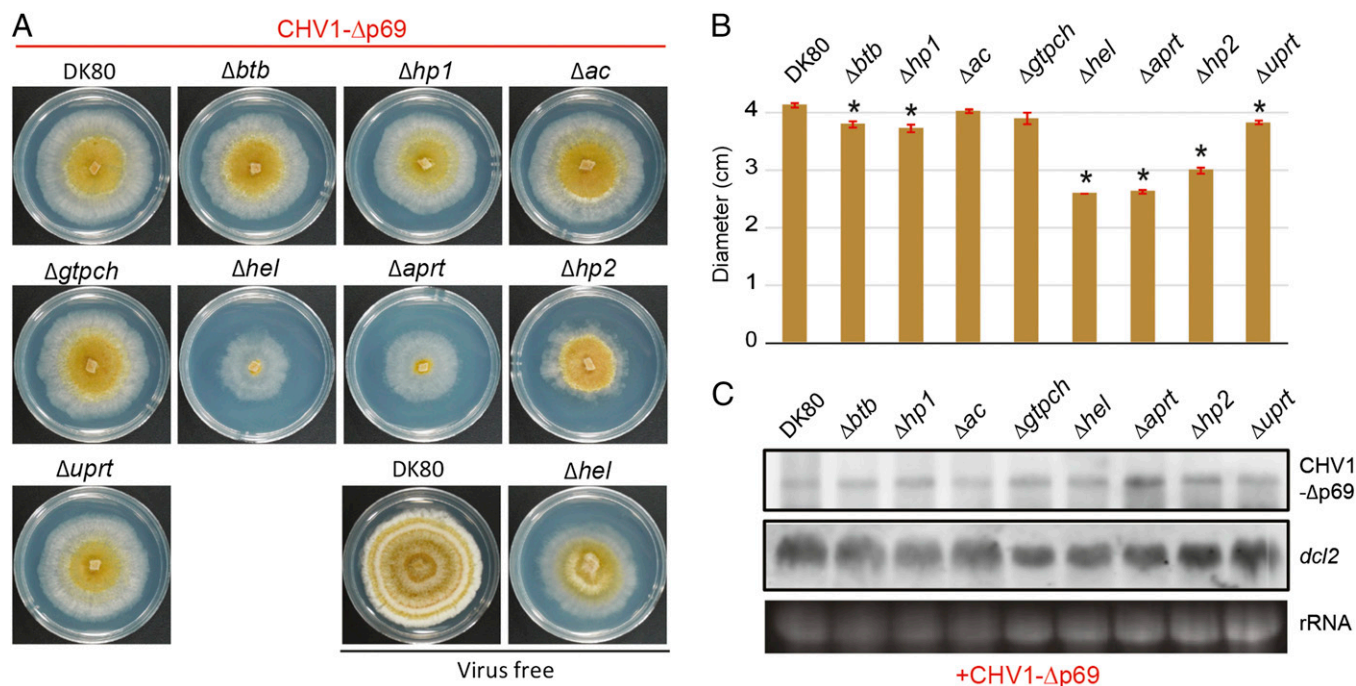 A
CHV1-Δp69
DK80 Δbtb Δhp1 Δac
Δgtpch Δhel Δaprt Δhp2
Δuprt DK80 Δhel
Virus free
B
DK80 Δbtb Δhp1 Δac Δgtpch Δhel Δaprt Δhp2 Δuprt
* * * * * *
Diameter (cm)
4
3
2
1
0
C
DK80 Δbtb Δhp1 Δac Δgtpch Δhel Δaprt Δhp2 Δuprt
CHV1
-Δp69
dcl2
rRNA
+CHV1-Δp69